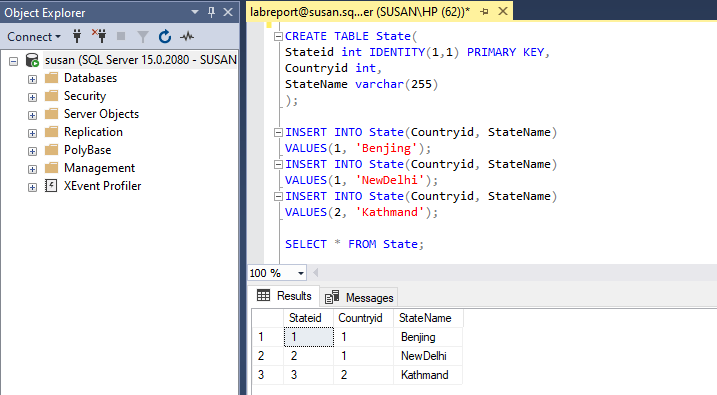 Object Explorer
Connect
susan (SQL Server 15.0.2080 - SUSAN
Databases
Security
Server Objects
Replication
PolyBase
Management
XEvent Profiler
labreport@susan.sq...er (SUSAN\HP (62))*
CREATE TABLE State(
Stateid int IDENTITY(1,1) PRIMARY KEY,
Countryid int,
StateName varchar(255)
);
INSERT INTO State(Countryid, StateName)
VALUES(1, 'Benjing');
INSERT INTO State(Countryid, StateName)
VALUES(1, 'NewDelhi');
INSERT INTO State(Countryid, StateName)
VALUES(2, 'Kathmand');
SELECT * FROM State;
100 %
Results Messages
Stateid Countryid StateName
1 1 1 Benjing
2 2 1 NewDelhi
3 3 2 Kathmand